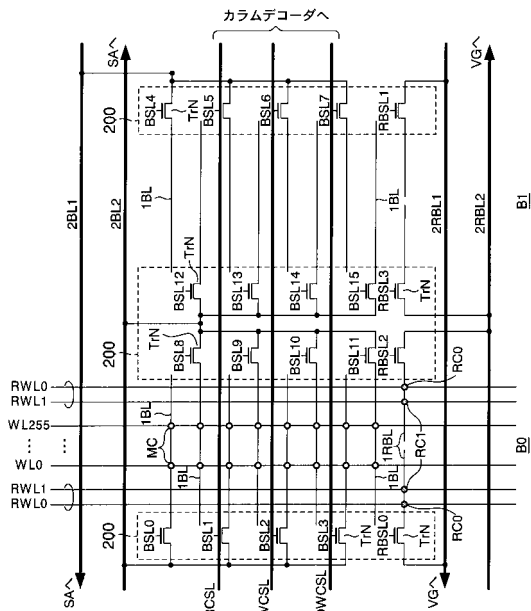 カラムデコーダへ
SAへ
2BL1
SAへ
2BL2
200
BSL4
TrN
BSL5
BSL6
BSL7
RBSL1
1BL
1BL
2RBL1
VGへ
2RBL2
B1
TrN
BSL12
BSL13
BSL14
BSL15
RBSL3
TrN
200
TrN
BSL8
BSL9
BSL10
BSL11
RBSL2
RWL0
RWL1
WL255
WL0
RWL1
RWL0
1BL
MC
1BL
1RBL
1BL
RC0
RC1
RC0
B0
200
BSL0
BSL1
BSL2
BSL3
TrN
RBSL0
TrN
VGへ